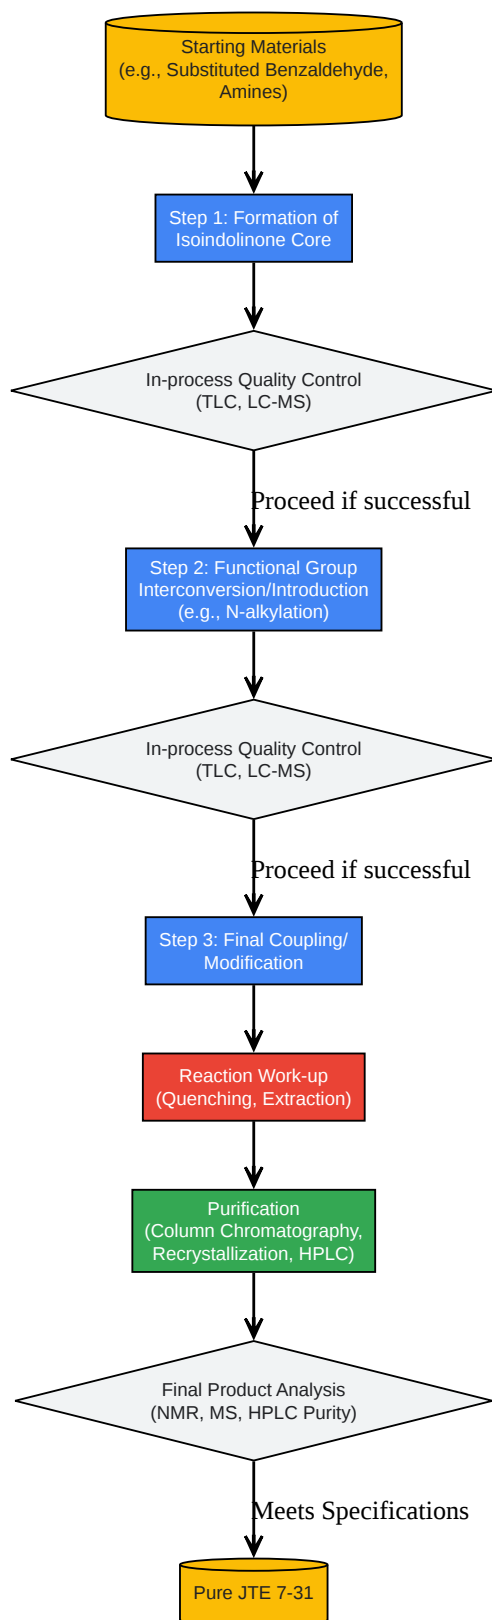 Starting Materials
(e.g., Substituted Benzaldehyde,
Amines)
Step 1: Formation of
Isoindolinone Core
In-process Quality Control
(TLC, LC-MS)
Proceed if successful
Step 2: Functional Group
Interconversion/Introduction
(e.g., N-alkylation)
In-process Quality Control
(TLC, LC-MS)
Proceed if successful
Step 3: Final Coupling/
Modification
Reaction Work-up
(Quenching, Extraction)
Purification
(Column Chromatography,
Recrystallization, HPLC)
Final Product Analysis
(NMR, MS, HPLC Purity)
Meets Specifications
Pure JTE 7-31